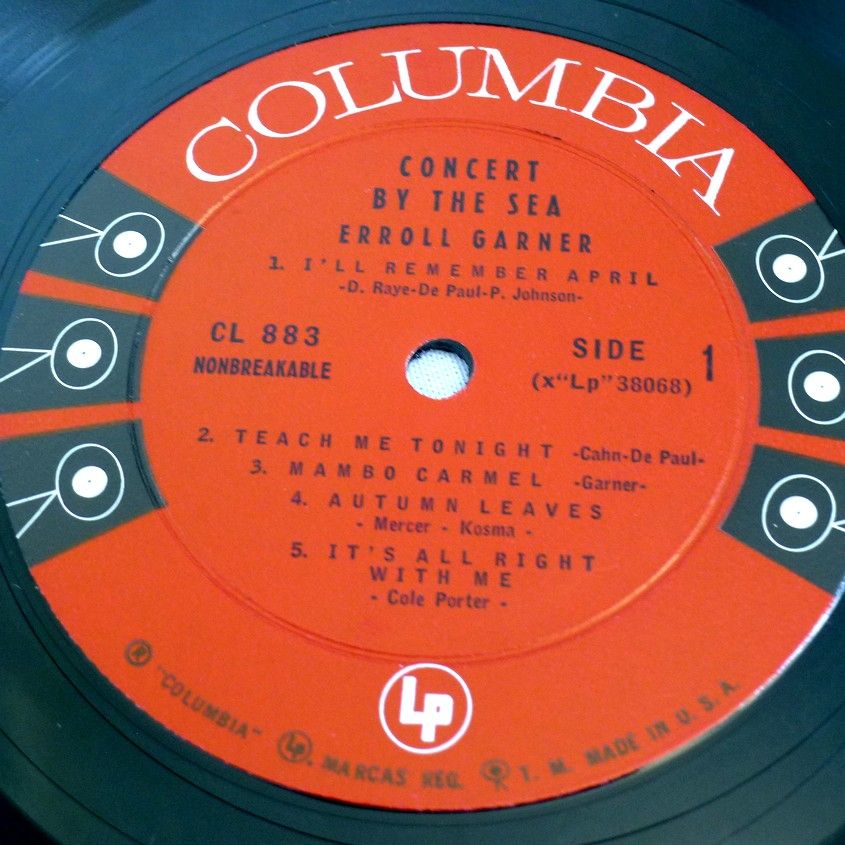 COLUMBIA
CONCERT
BY THE SEA
ERROLL GARNER
1. I'LL REMEMBER APRIL
-D. Raye-De Paul-P. Johnson-
CL 883
NONBREAKABLE
SIDE 1
(x"Lp"38068)
2. TEACH ME TONIGHT -Cahn-De Paul-
3. MAMBO CARMEL -Garner-
4. AUTUMN LEAVES
- Mercer - Kosma -
5. IT'S ALL RIGHT
WITH ME
- Cole Porter -
Lp
® "COLUMBIA" Lp. MARCAS REG. T. M. MADE IN U. S. A.